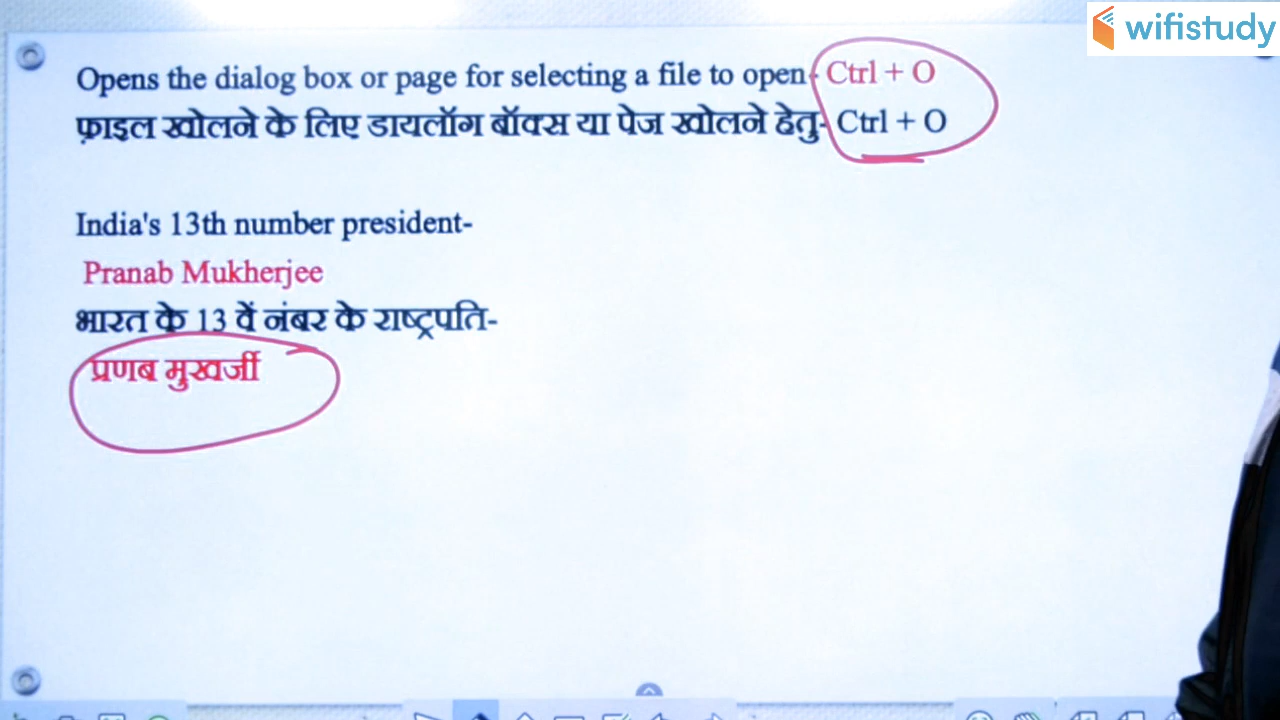 wifistudy
Opens the dialog box or page for selecting a file to open- Ctrl + O
फ़ाइल खोलने के लिए डायलॉग बॉक्स या पेज खोलने हेतु- Ctrl + O
India's 13th number president-
Pranab Mukherjee
भारत के 13 वें नंबर के राष्ट्रपति-
प्रणब मुखर्जी